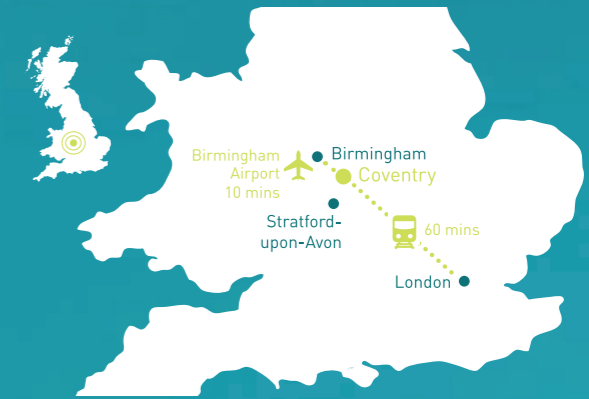 Birmingham
Airport
10 mins
Birmingham
Coventry
Stratford-
upon-Avon
60 mins
London